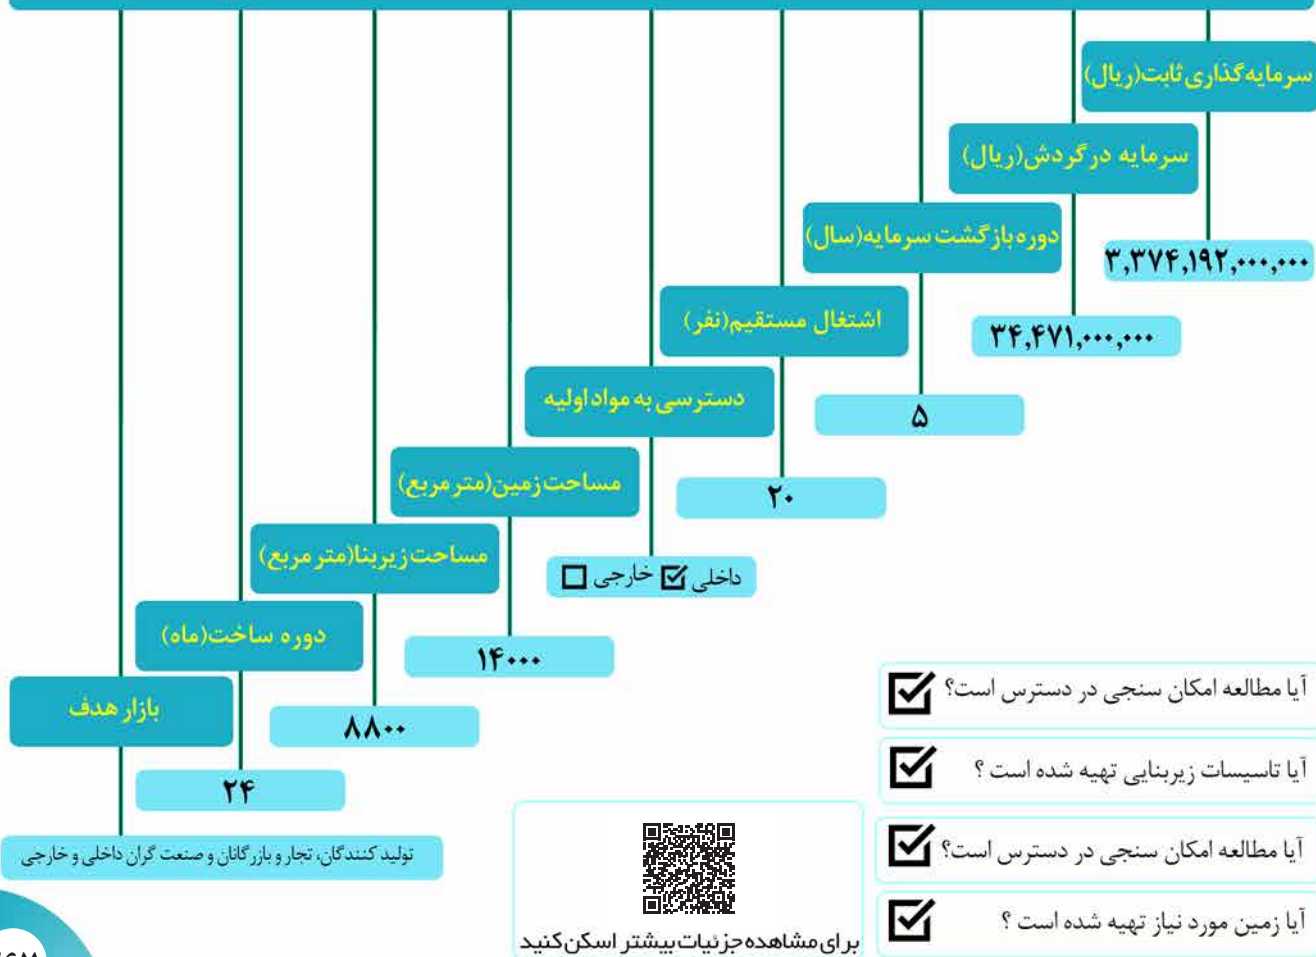 سرمایه‌گذاری ثابت(ریال)
۳,۳۷۴,۱۹۲,۰۰۰,۰۰۰
سرمایه در گردش(ریال)
۳۴,۴۷۱,۰۰۰,۰۰۰
دوره بازگشت سرمایه(سال)
۵
اشتغال مستقیم(نفر)
۲۰
دسترسی به مواد اولیه
داخلی ☑ خارجی ☐
مساحت زمین(متر مربع)
۱۴۰۰۰
مساحت زیربنا(متر مربع)
۸۸۰۰
دوره ساخت(ماه)
۲۴
بازار هدف
تولید کنندگان، تجار و بازرگانان و صنعت گران داخلی و خارجی
آیا مطالعه امکان سنجی در دسترس است؟ ☑
آیا تاسیسات زیربنایی تهیه شده است ؟ ☑
آیا مطالعه امکان سنجی در دسترس است؟ ☑
آیا زمین مورد نیاز تهیه شده است ؟ ☑
برای مشاهده جزئیات بیشتر اسکن کنید